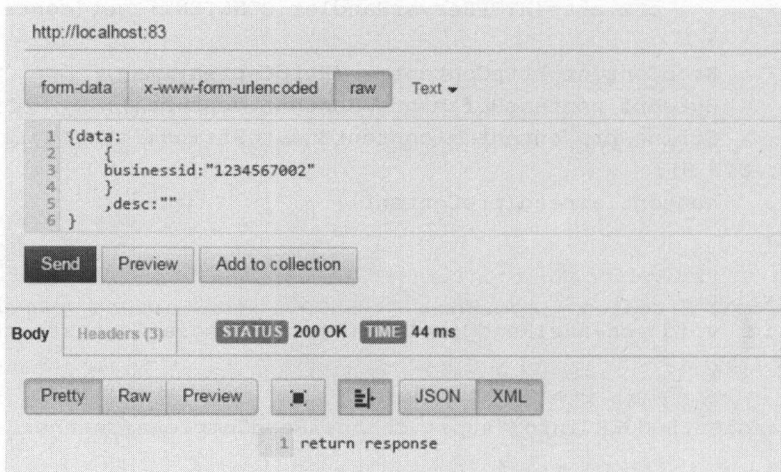 http://localhost:83
form-data x-www-form-urlencoded raw Text
1 {data:
2 {
3 businessid:"1234567002"
4 }
5 ,desc:""
6 }
Send Preview Add to collection
Body Headers (3) STATUS 200 OK TIME 44 ms
Pretty Raw Preview JSON XML
1 return response